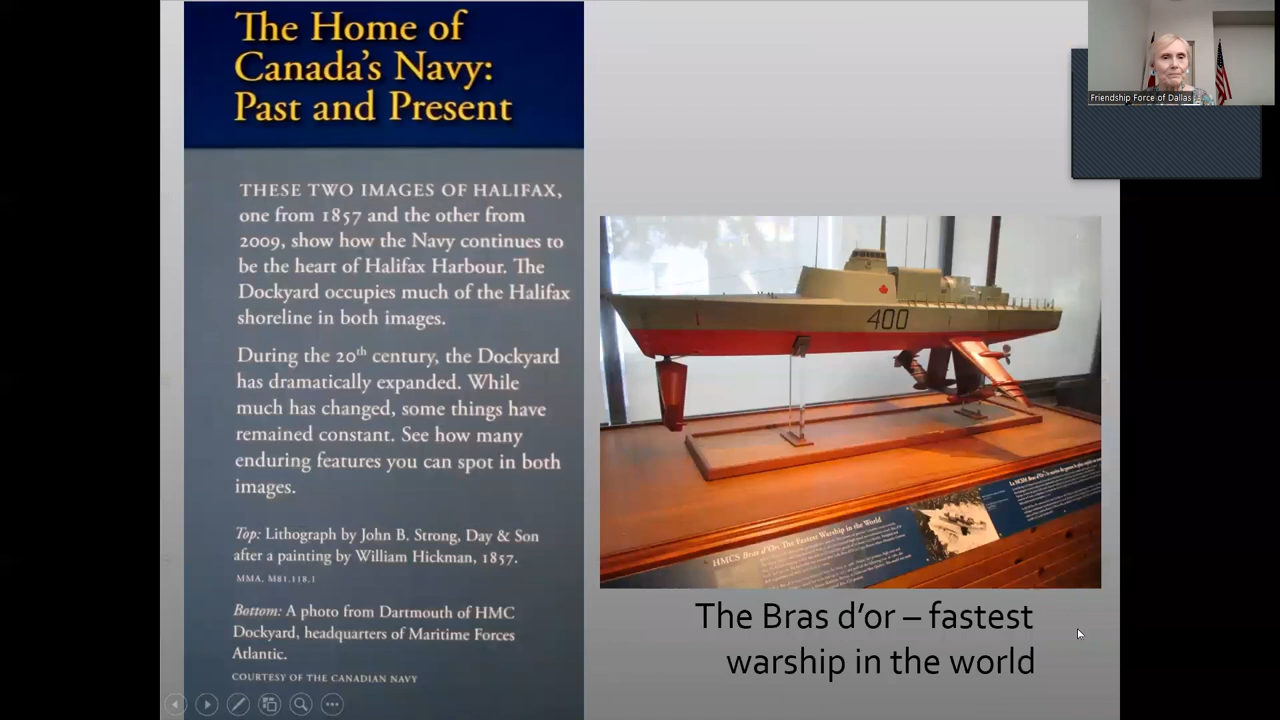 The Home of
Canada's Navy:
Past and Present
THESE TWO IMAGES OF HALIFAX,
one from 1857 and the other from
2009, show how the Navy continues to
be the heart of Halifax Harbour. The
Dockyard occupies much of the Halifax
shoreline in both images.
During the 20th century, the Dockyard
has dramatically expanded. While
much has changed, some things have
remained constant. See how many
enduring features you can spot in both
images.
Top: Lithograph by John B. Strong, Day & Son
after a painting by William Hickman, 1857.
MMA, M81.118.1
Bottom: A photo from Dartmouth of HMC
Dockyard, headquarters of Maritime Forces
Atlantic.
COURTESY OF THE CANADIAN NAVY
400
HMCS Bras d'Or: The Fastest Warship in the World
The Bras d'or – fastest
warship in the world
Friendship Force of Dallas